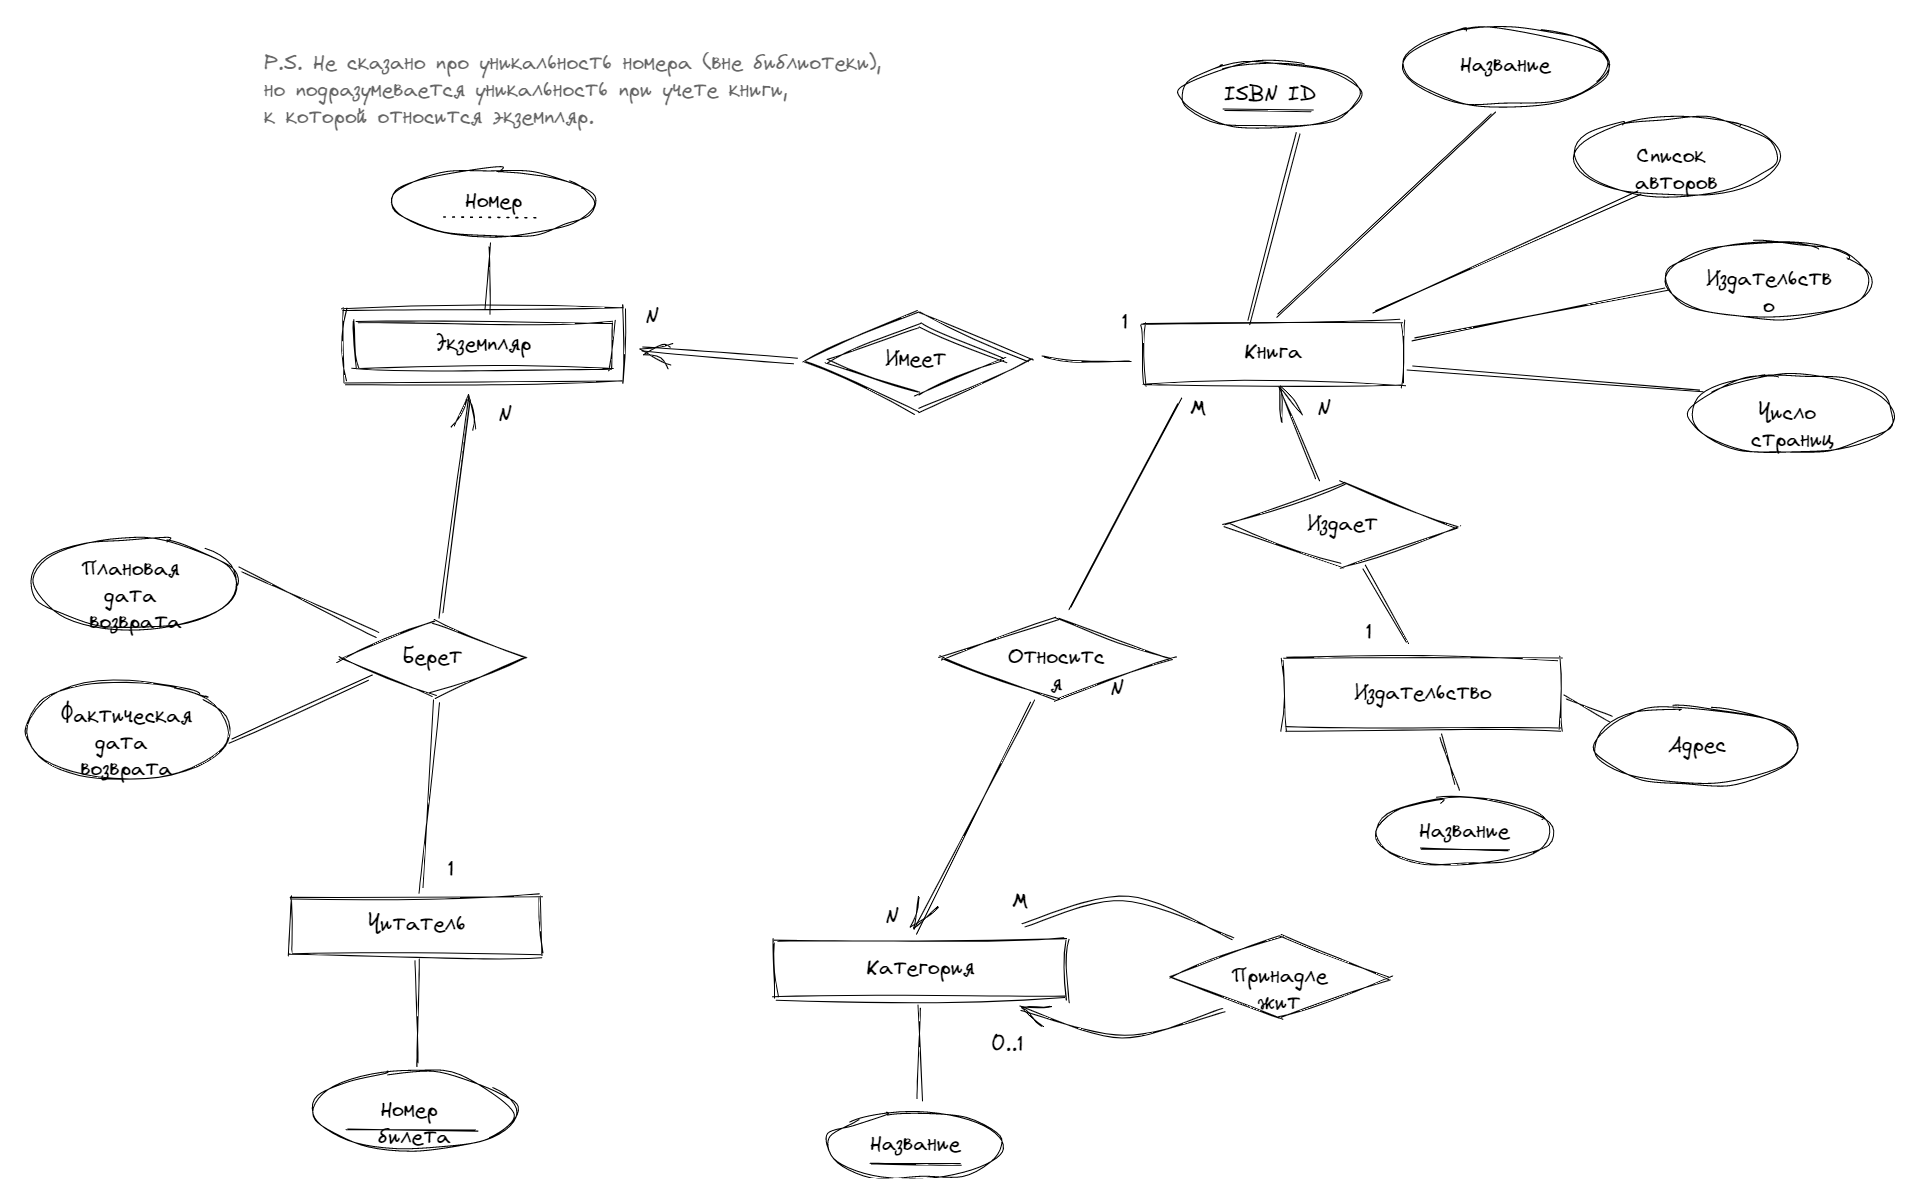 P.S. Не сказано про уникальность номера (вне библиотеки),
но подразумевается уникальность при учете книги,
к которой относится экземпляр.
ISBN ID
Название
Список
авторов
Издательств
о
Число
страниц
Номер
Экземпляр
N
Имеет
1
Книга
N
M
N
Издает
1
Издательство
Адрес
Название
Плановая
дата
возврата
Фактическая
дата
возврата
Берет
1
Читатель
Номер
билета
Относитс
я
N
N
M
Категория
Принадле
жит
0..1
Название